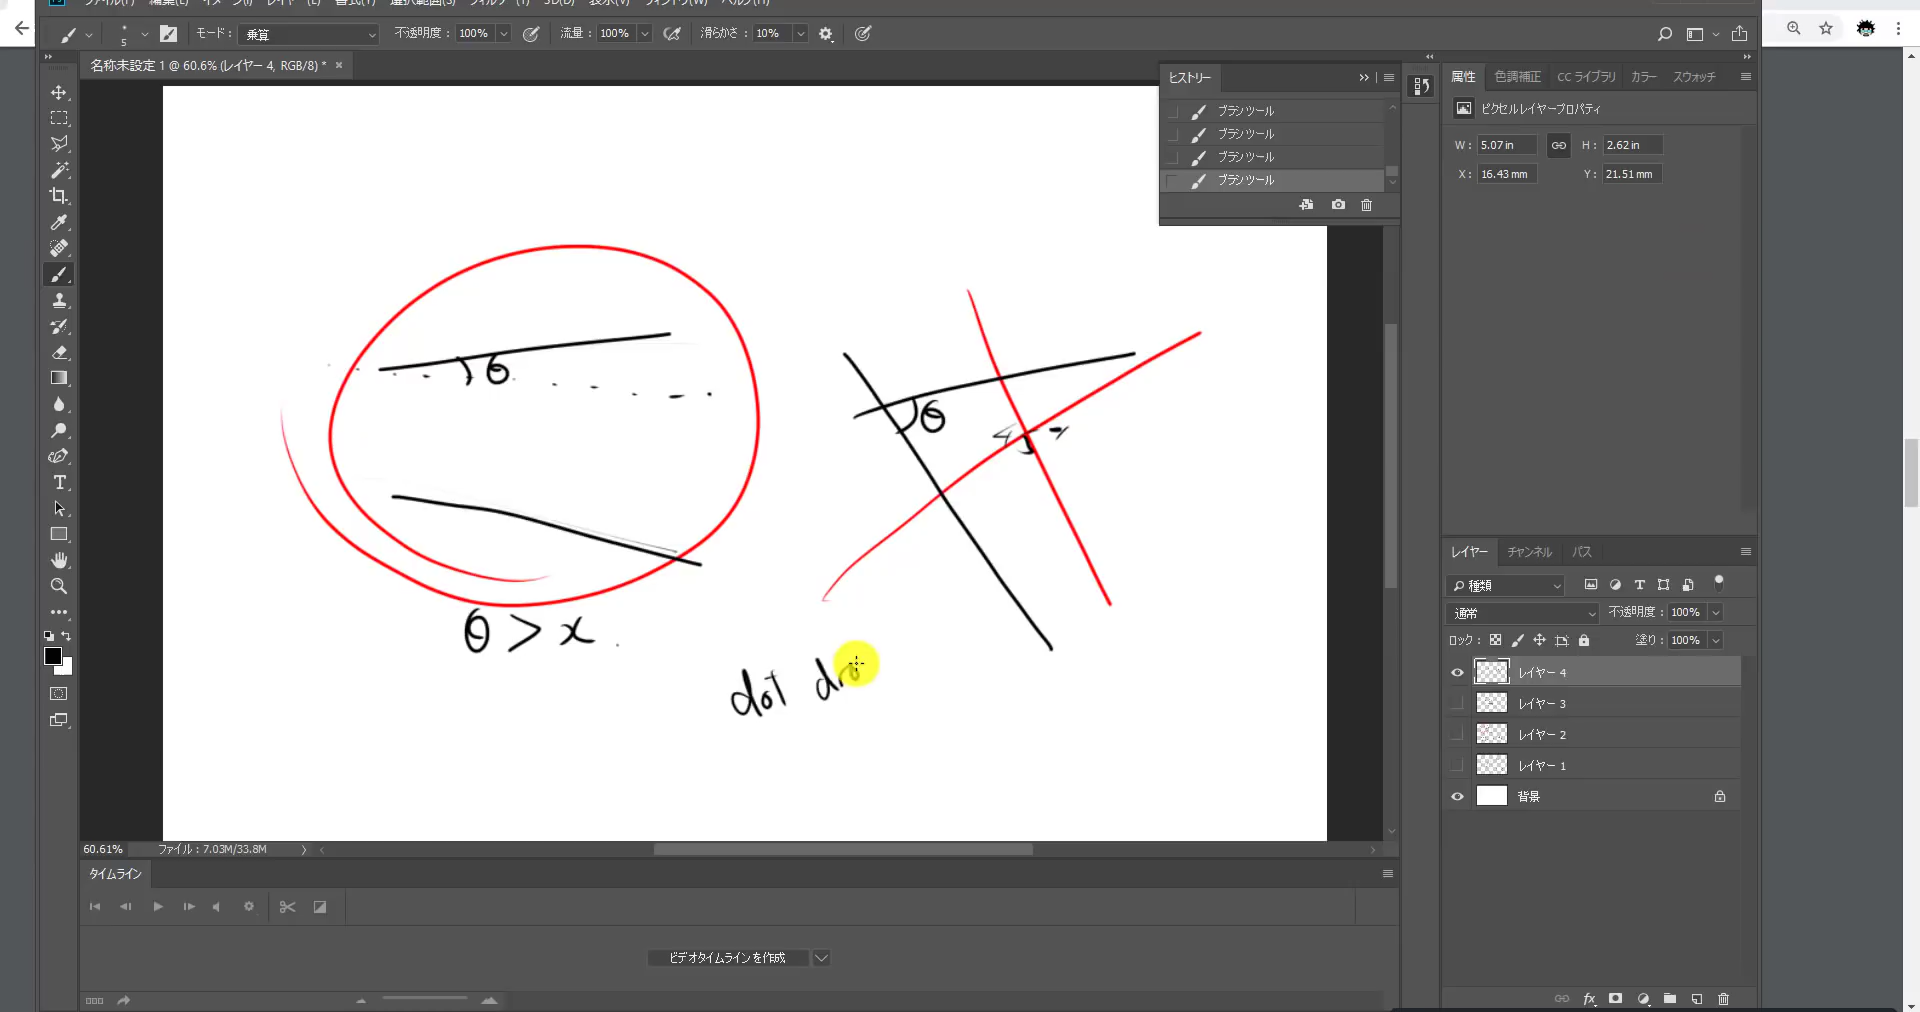 名称未設定 1 @ 60.6% (レイヤー 4, RGB/8) *
5
モード： 乗算
不透明度： 100%
流量： 100%
滑らかさ： 10%
ヒストリー
ブラシツール
ブラシツール
ブラシツール
ブラシツール
属性 色調補正 CC ライブラリ カラー スウォッチ
ピクセルレイヤープロパティ
W： 5.07 in H： 2.62 in
X： 16.43 mm Y： 21.51 mm
θ
θ
θ > x
dot dro
レイヤー チャンネル パス
種類
通常 不透明度： 100%
ロック： 塗り： 100%
レイヤー 4
レイヤー 3
レイヤー 2
レイヤー 1
背景
60.61% ファイル：7.03M/33.8M
タイムライン
ビデオタイムラインを作成